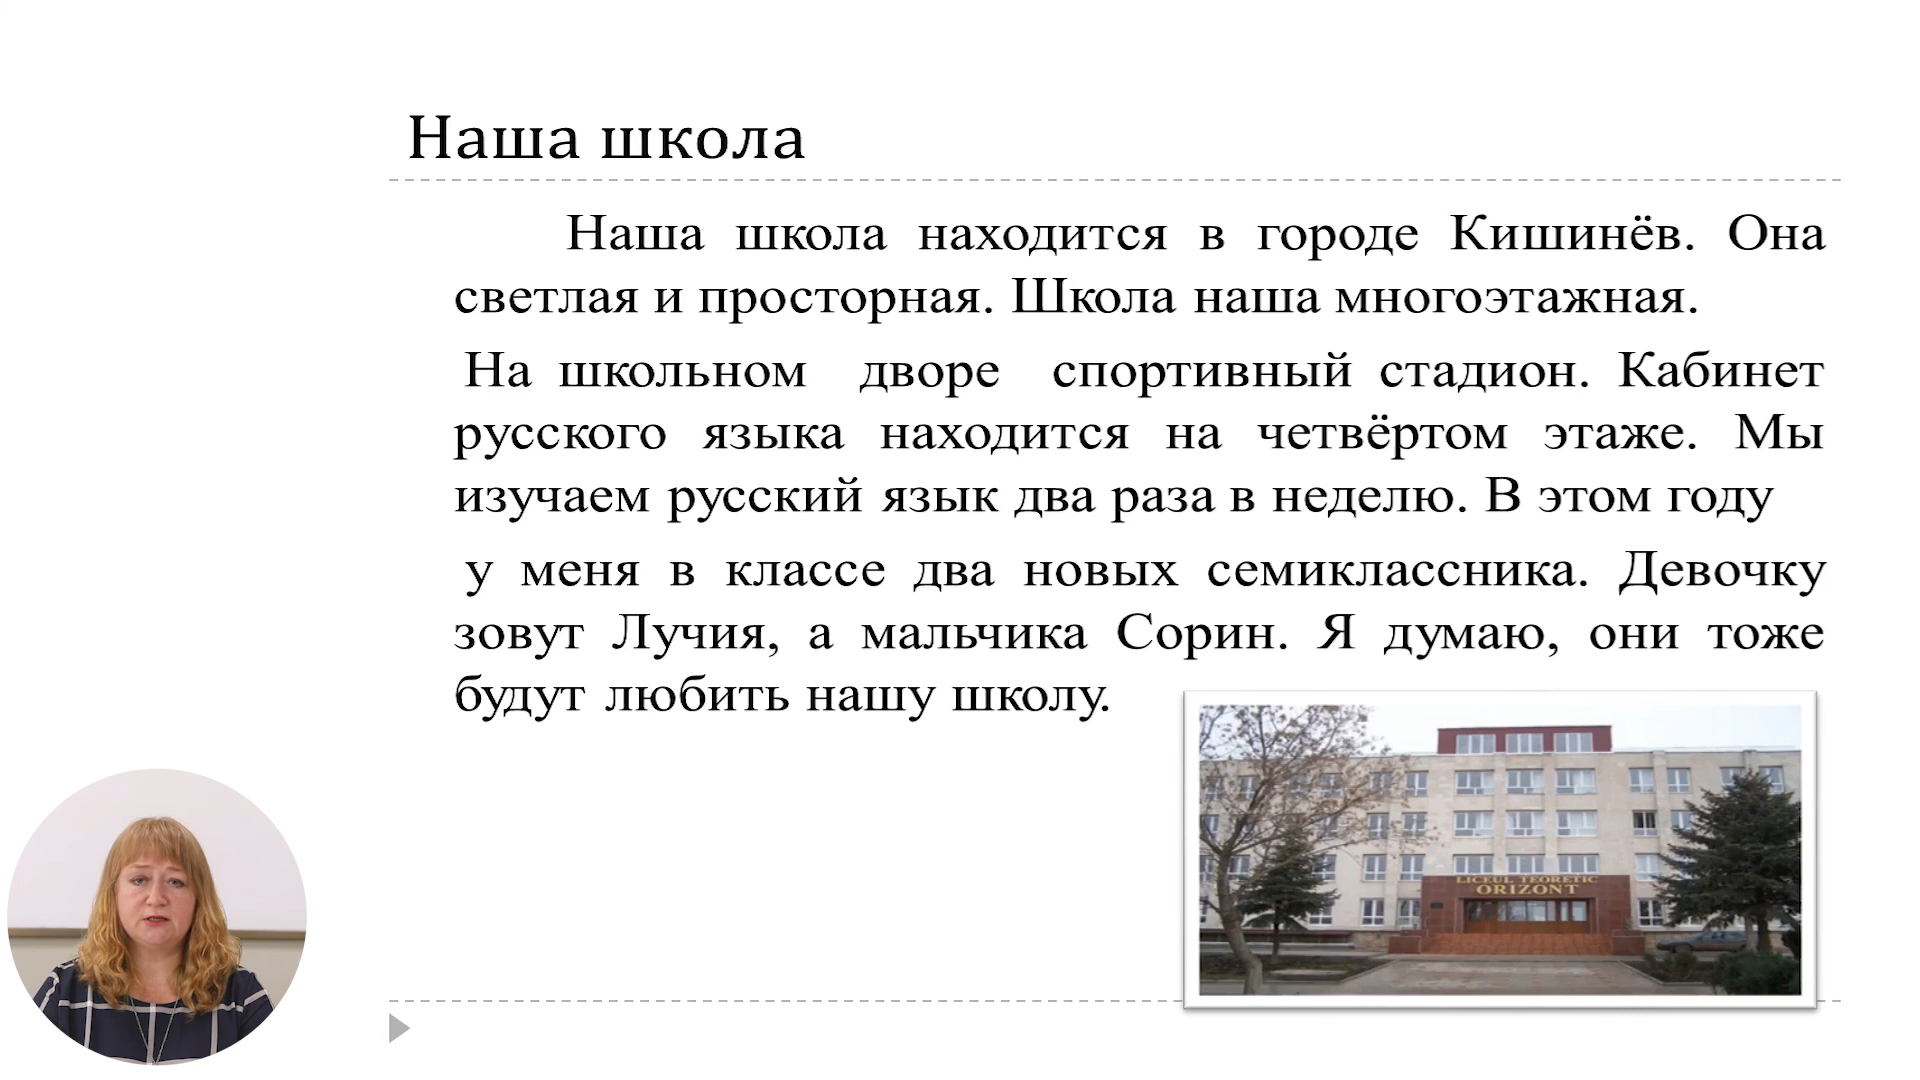 Наша школа
Наша школа находится в городе Кишинёв. Она
светлая и просторная. Школа наша многоэтажная.
На школьном дворе спортивный стадион. Кабинет
русского языка находится на четвёртом этаже. Мы
изучаем русский язык два раза в неделю. В этом году
у меня в классе два новых семиклассника. Девочку
зовут Лучия, а мальчика Сорин. Я думаю, они тоже
будут любить нашу школу.
LICEUL TEORETIC
ORIZONT